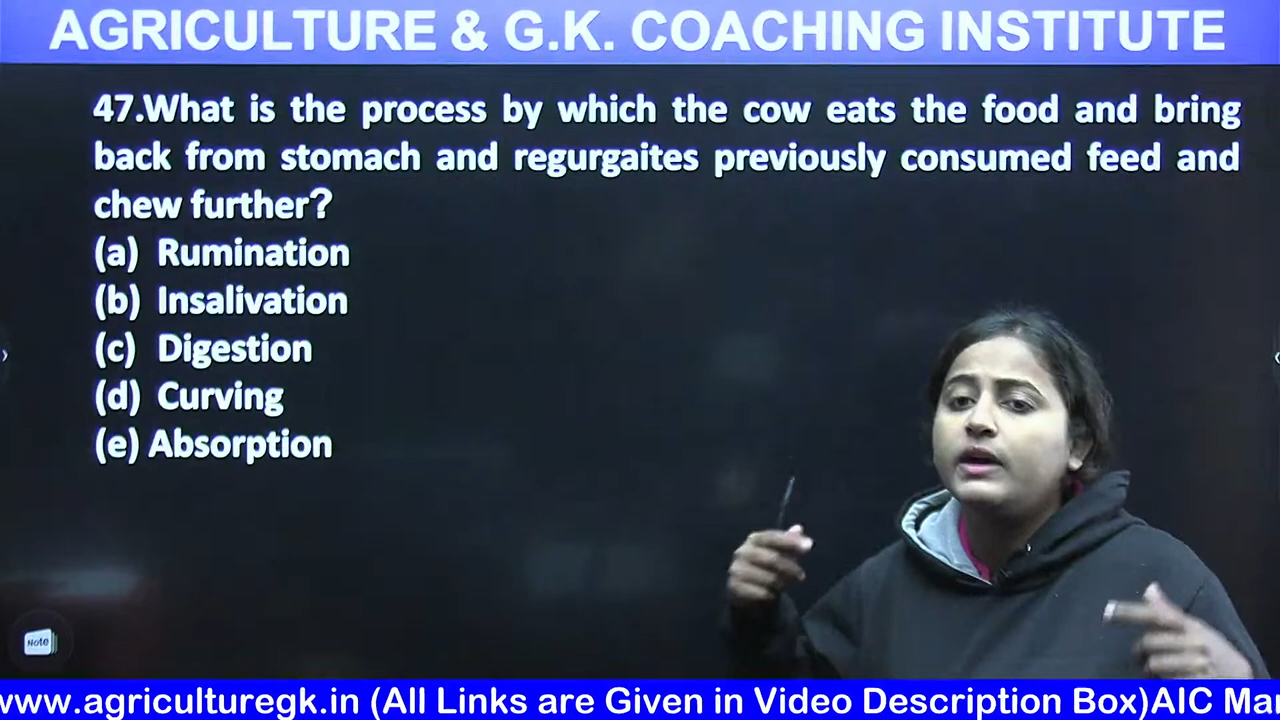 AGRICULTURE & G.K. COACHING INSTITUTE
47.What is the process by which the cow eats the food and bring
back from stomach and regurgaites previously consumed feed and
chew further?
(a) Rumination
(b) Insalivation
(c) Digestion
(d) Curving
(e) Absorption
Note
www.agriculturegk.in (All Links are Given in Video Description Box)AIC